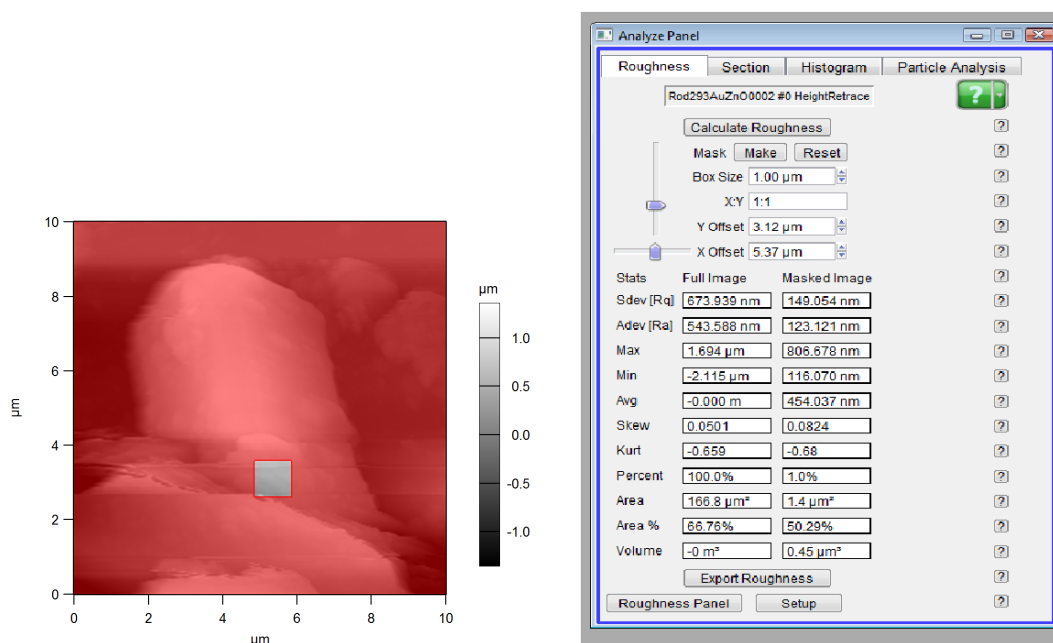 10
8
6
4
2
0
µm
0 2 4 6 8 10
µm
µm
1.0
0.5
0.0
-0.5
-1.0
Analyze Panel
Roughness Section Histogram Particle Analysis
Rod293AuZnO0002 #0 HeightRetrace
?
Calculate Roughness ?
Mask Make Reset ?
Box Size 1.00 µm ?
X:Y 1:1 ?
Y Offset 3.12 µm ?
X Offset 5.37 µm ?
Stats Full Image Masked Image ?
Sdev [Rq] 673.939 nm 149.054 nm ?
Adev [Ra] 543.588 nm 123.121 nm ?
Max 1.694 µm 806.678 nm ?
Min -2.115 µm 116.070 nm ?
Avg -0.000 m 454.037 nm ?
Skew 0.0501 0.0824 ?
Kurt -0.659 -0.68 ?
Percent 100.0% 1.0% ?
Area 166.8 µm² 1.4 µm² ?
Area % 66.76% 50.29% ?
Volume -0 m³ 0.45 µm³ ?
Export Roughness ?
Roughness Panel Setup ?